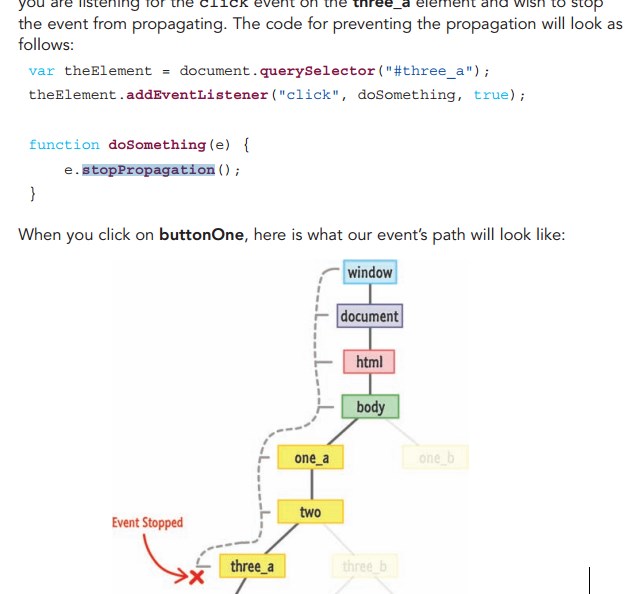 you are listening for the click event on the three_a element and wish to stop
the event from propagating. The code for preventing the propagation will look as
follows:
var theElement = document.querySelector("#three_a");
theElement.addEventListener("click", doSomething, true);
function doSomething(e) {
e.stopPropagation();
}
When you click on buttonOne, here is what our event's path will look like:
window
document
html
body
one_a
one_b
two
Event Stopped
three_a
three_b